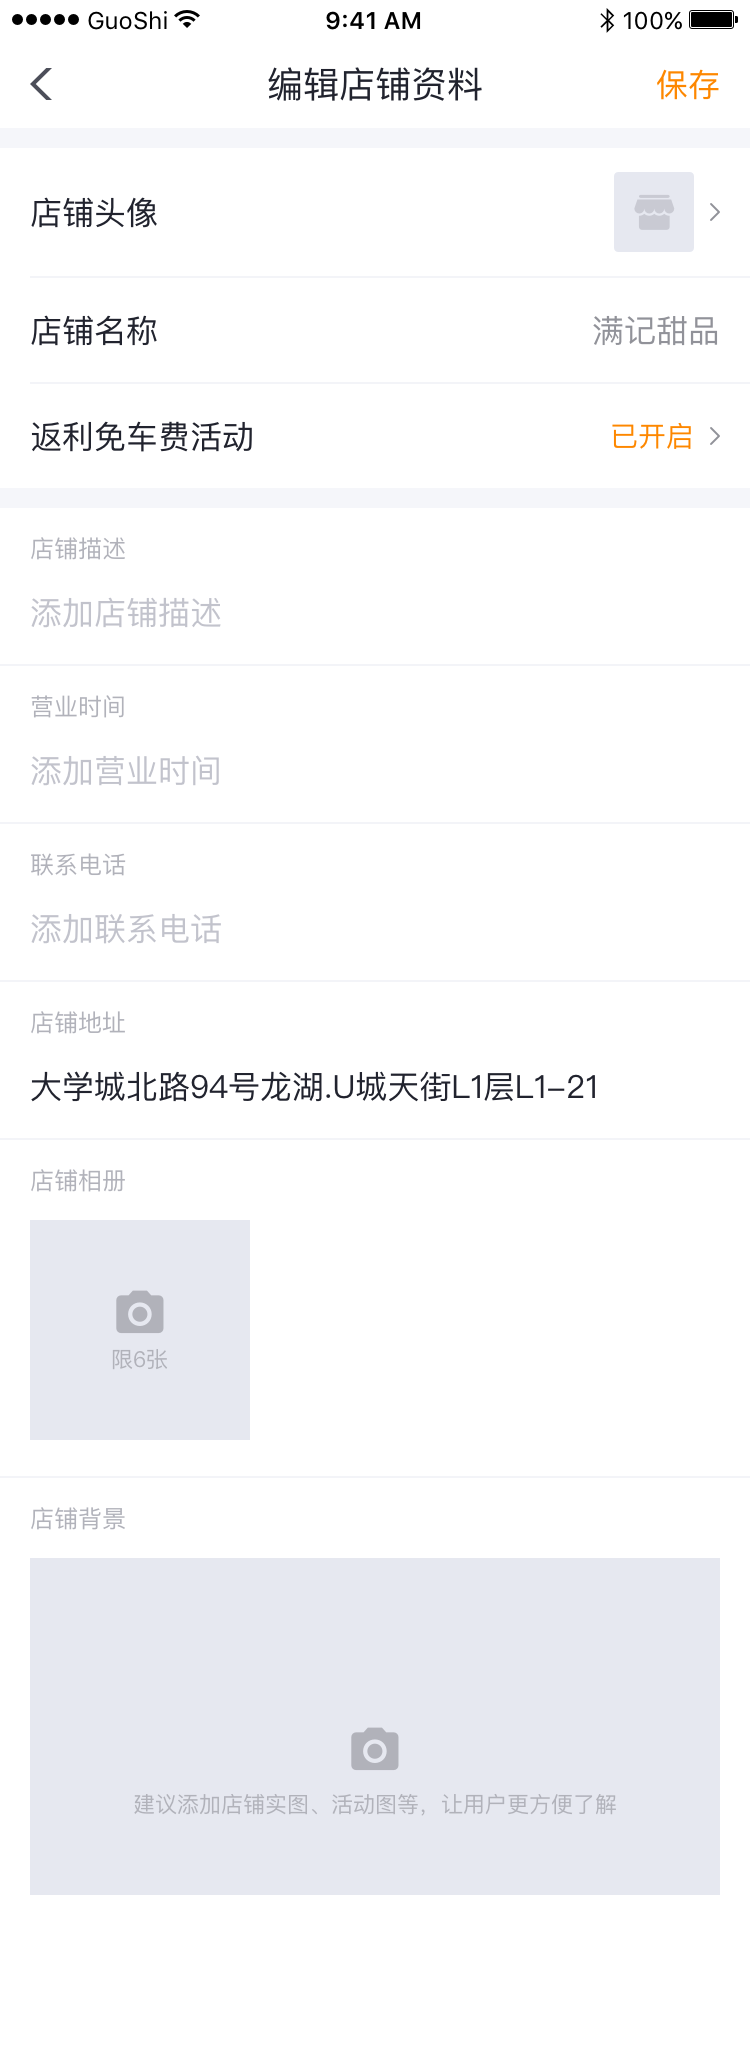 GuoShi 9:41 AM 100%
编辑店铺资料 保存
店铺头像
店铺名称 满记甜品
返利免车费活动 已开启
店铺描述
添加店铺描述
营业时间
添加营业时间
联系电话
添加联系电话
店铺地址
大学城北路94号龙湖.U城天街L1层L1-21
店铺相册
限6张
店铺背景
建议添加店铺实图、活动图等，让用户更方便了解